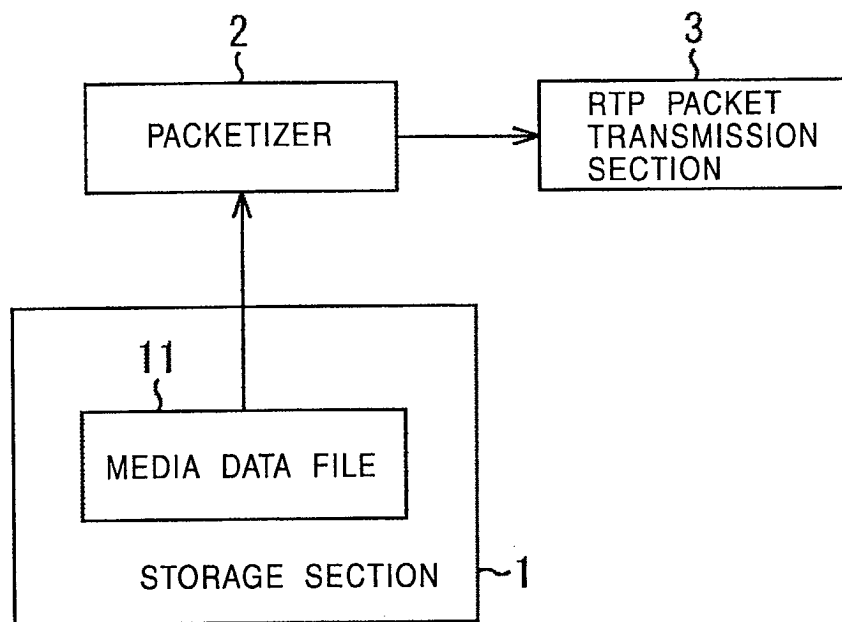 2
PACKETIZER
3
RTP PACKET
TRANSMISSION
SECTION
11
MEDIA DATA FILE
STORAGE SECTION
1